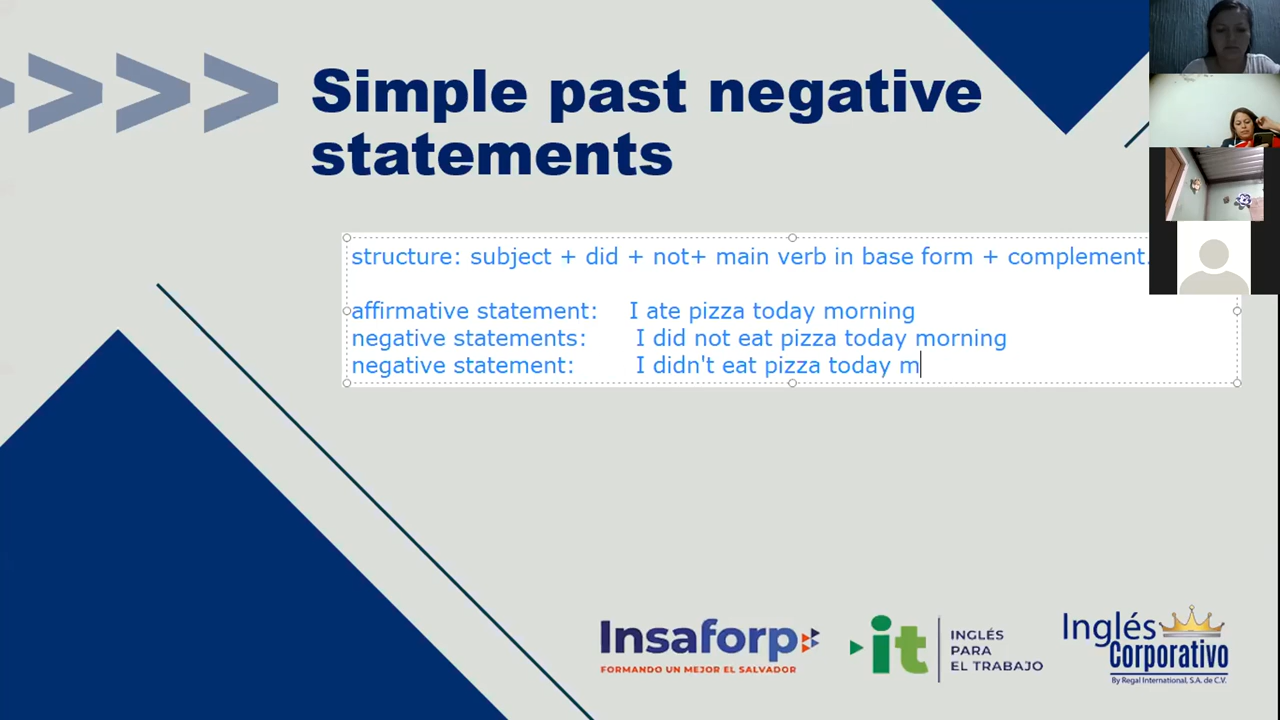 Simple past negative
statements
structure: subject + did + not+ main verb in base form + complement.
affirmative statement: I ate pizza today morning
negative statements: I did not eat pizza today morning
negative statement: I didn't eat pizza today m
Insaforp
FORMANDO UN MEJOR EL SALVADOR
it
INGLÉS
PARA
EL TRABAJO
Inglés
Corporativo
By Regal International, S.A. de C.V.